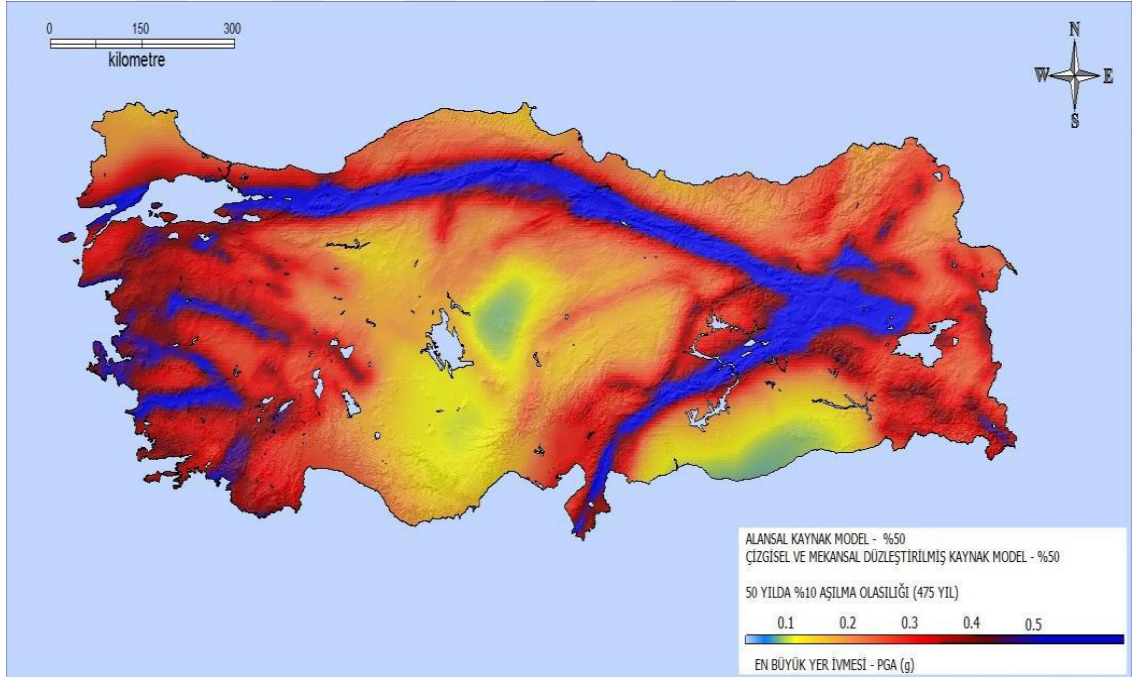 0 150 300
kilometre
N
W E
S
ALANSAL KAYNAK MODEL - %50
ÇİZGİSEL VE MEKANSAL DÜZLEŞTİRİLMİŞ KAYNAK MODEL - %50
50 YILDA %10 AŞILMA OLASILIĞI (475 YIL)
0.1 0.2 0.3 0.4 0.5
EN BÜYÜK YER İVMESİ - PGA (g)